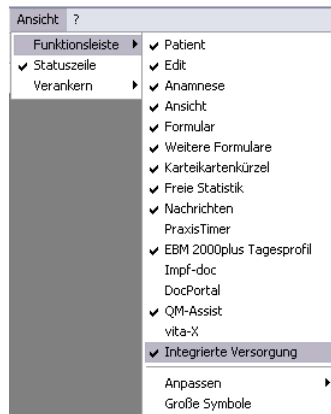 Ansicht ?
Funktionsleiste
Statuszeile
Verankern
Patient
Edit
Anamnese
Ansicht
Formular
Weitere Formulare
Karteikartenkürzel
Freie Statistik
Nachrichten
PraxisTimer
EBM 2000plus Tagesprofil
Impf-doc
DocPortal
QM-Assist
vita-X
Integrierte Versorgung
Anpassen
Große Symbole